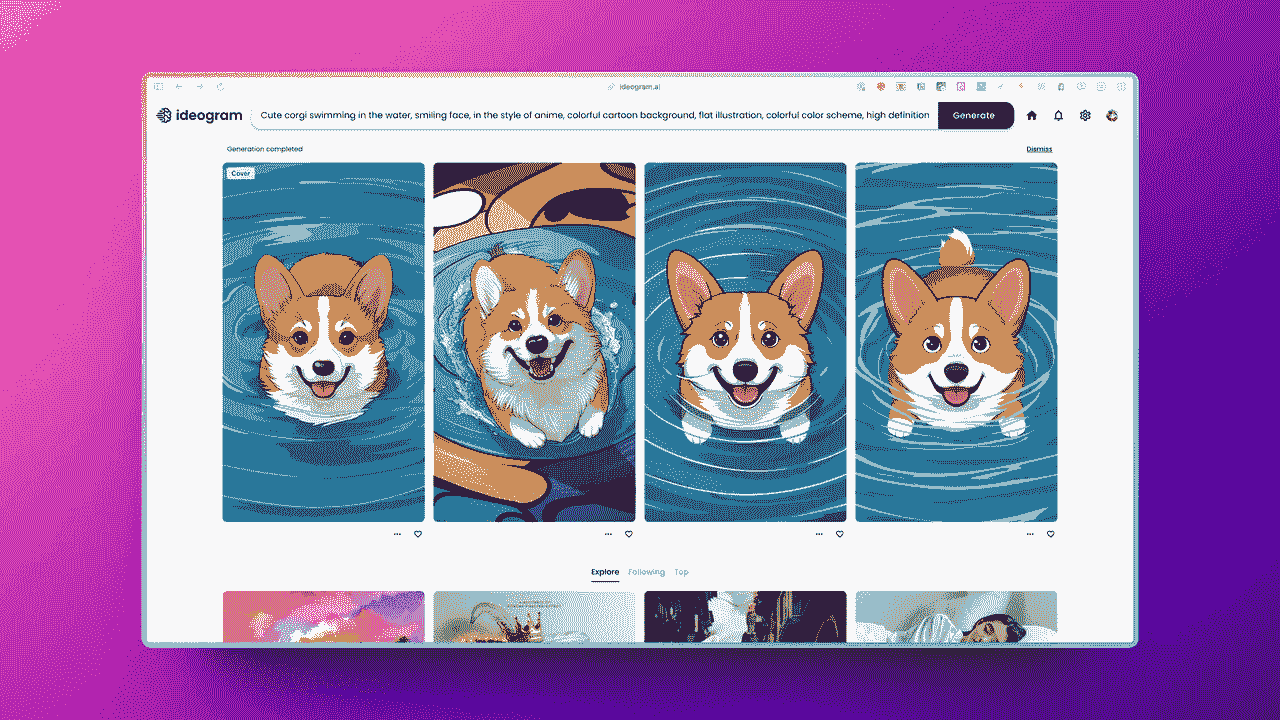 ideogram.ai
ideogram
Cute corgi swimming in the water, smiling face, in the style of anime, colorful cartoon background, flat illustration, colorful color scheme, high definition
Generate
Generation completed
Dismiss
Cover
Explore
Following
Top